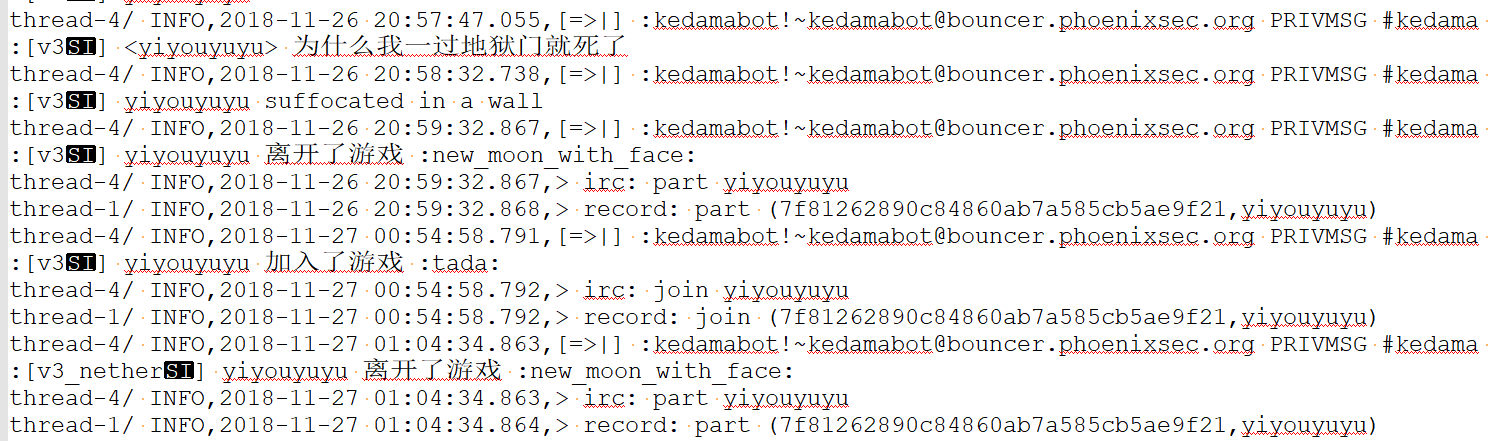 thread-4/ INFO,2018-11-26 20:57:47.055,[=>|] :kedamabot!~kedamabot@bouncer.phoenixsec.org PRIVMSG #kedama
:[v3SI] <yiyouyuyu> 为什么我一过地狱门就死了
thread-4/ INFO,2018-11-26 20:58:32.738,[=>|] :kedamabot!~kedamabot@bouncer.phoenixsec.org PRIVMSG #kedama
:[v3SI] yiyouyuyu suffocated in a wall
thread-4/ INFO,2018-11-26 20:59:32.867,[=>|] :kedamabot!~kedamabot@bouncer.phoenixsec.org PRIVMSG #kedama
:[v3SI] yiyouyuyu 离开了游戏 :new_moon_with_face:
thread-4/ INFO,2018-11-26 20:59:32.867,> irc: part yiyouyuyu
thread-1/ INFO,2018-11-26 20:59:32.868,> record: part (7f81262890c84860ab7a585cb5ae9f21,yiyouyuyu)
thread-4/ INFO,2018-11-27 00:54:58.791,[=>|] :kedamabot!~kedamabot@bouncer.phoenixsec.org PRIVMSG #kedama
:[v3SI] yiyouyuyu 加入了游戏 :tada:
thread-4/ INFO,2018-11-27 00:54:58.792,> irc: join yiyouyuyu
thread-1/ INFO,2018-11-27 00:54:58.792,> record: join (7f81262890c84860ab7a585cb5ae9f21,yiyouyuyu)
thread-4/ INFO,2018-11-27 01:04:34.863,[=>|] :kedamabot!~kedamabot@bouncer.phoenixsec.org PRIVMSG #kedama
:[v3_netherSI] yiyouyuyu 离开了游戏 :new_moon_with_face:
thread-4/ INFO,2018-11-27 01:04:34.863,> irc: part yiyouyuyu
thread-1/ INFO,2018-11-27 01:04:34.864,> record: part (7f81262890c84860ab7a585cb5ae9f21,yiyouyuyu)